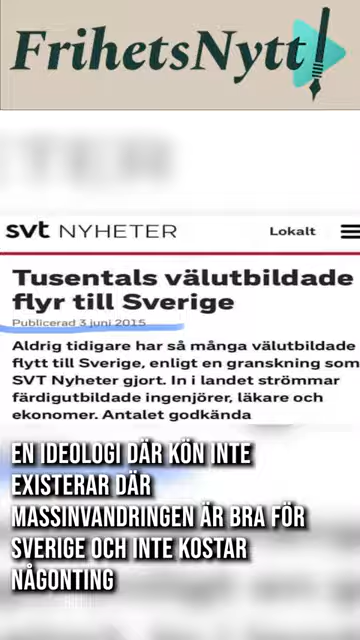 FrihetsNytt
svt NYHETER
Lokalt
Tusentals välutbildade
flyr till Sverige
Publicerad 3 juni 2015
Aldrig tidigare har så många välutbildade
flytt till Sverige, enligt en granskning som
SVT Nyheter gjort. In i landet strömmar
färdigutbildade ingenjörer, läkare och
ekonomer. Antalet godkända
EN IDEOLOGI DÄR KÖN INTE
EXISTERAR DÄR
MASSINVANDRINGEN ÄR BRA FÖR
SVERIGE OCH INTE KOSTAR
NÅGONTING